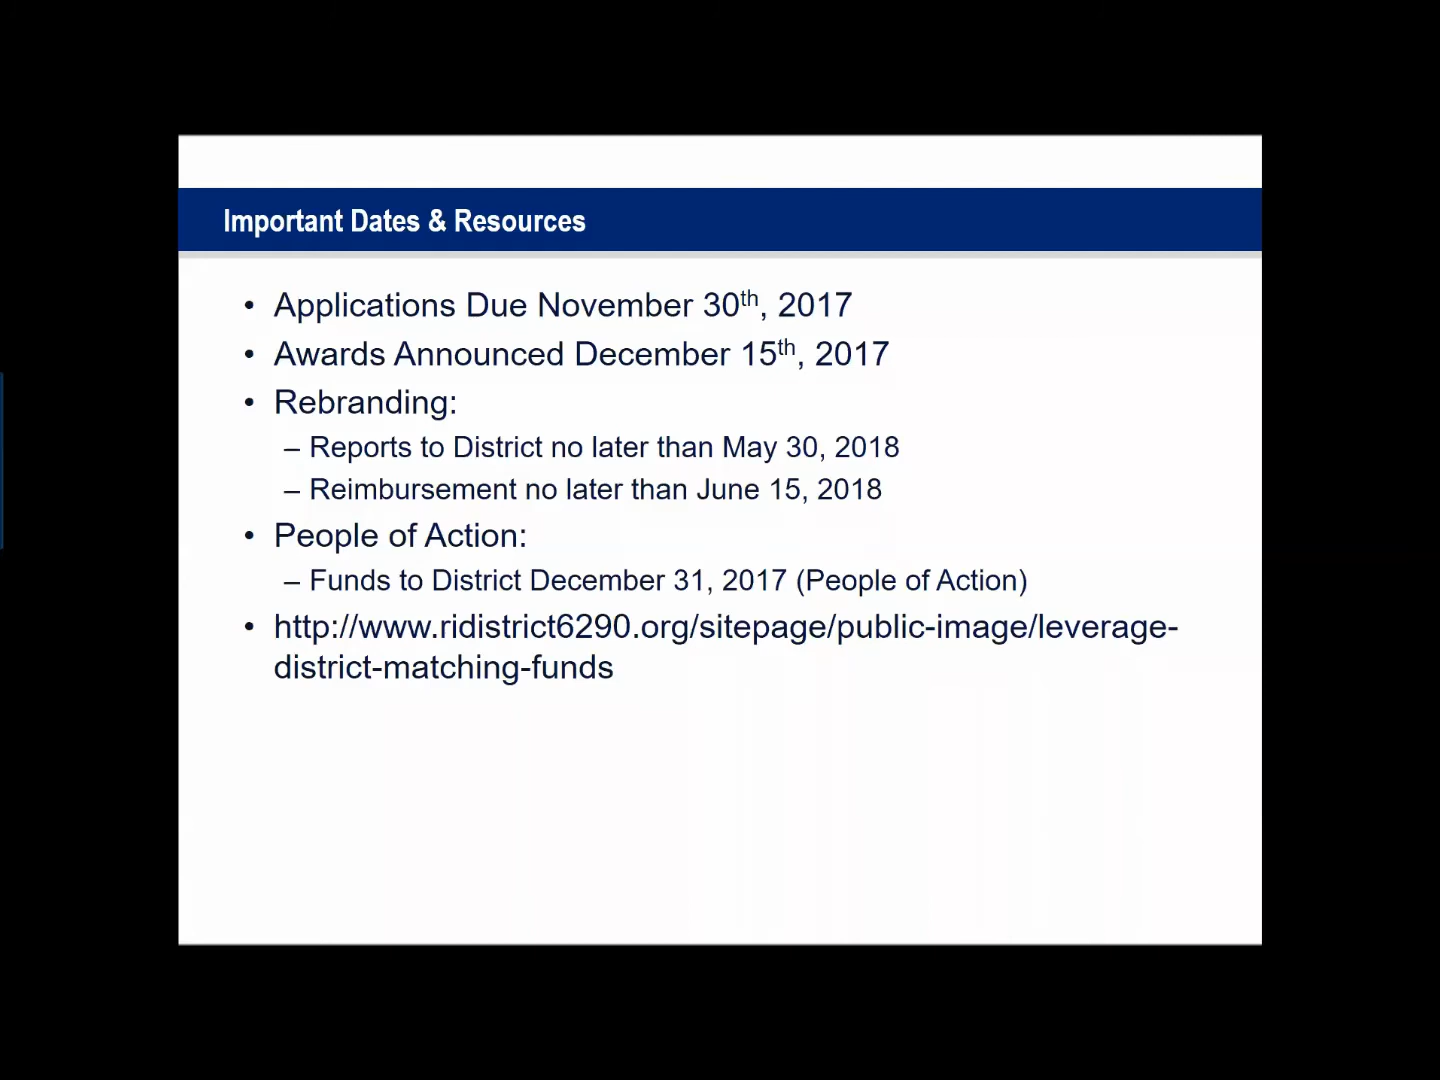 Important Dates & Resources
• Applications Due November 30th, 2017
• Awards Announced December 15th, 2017
• Rebranding:
– Reports to District no later than May 30, 2018
– Reimbursement no later than June 15, 2018
• People of Action:
– Funds to District December 31, 2017 (People of Action)
• http://www.ridistrict6290.org/sitepage/public-image/leverage-
district-matching-funds